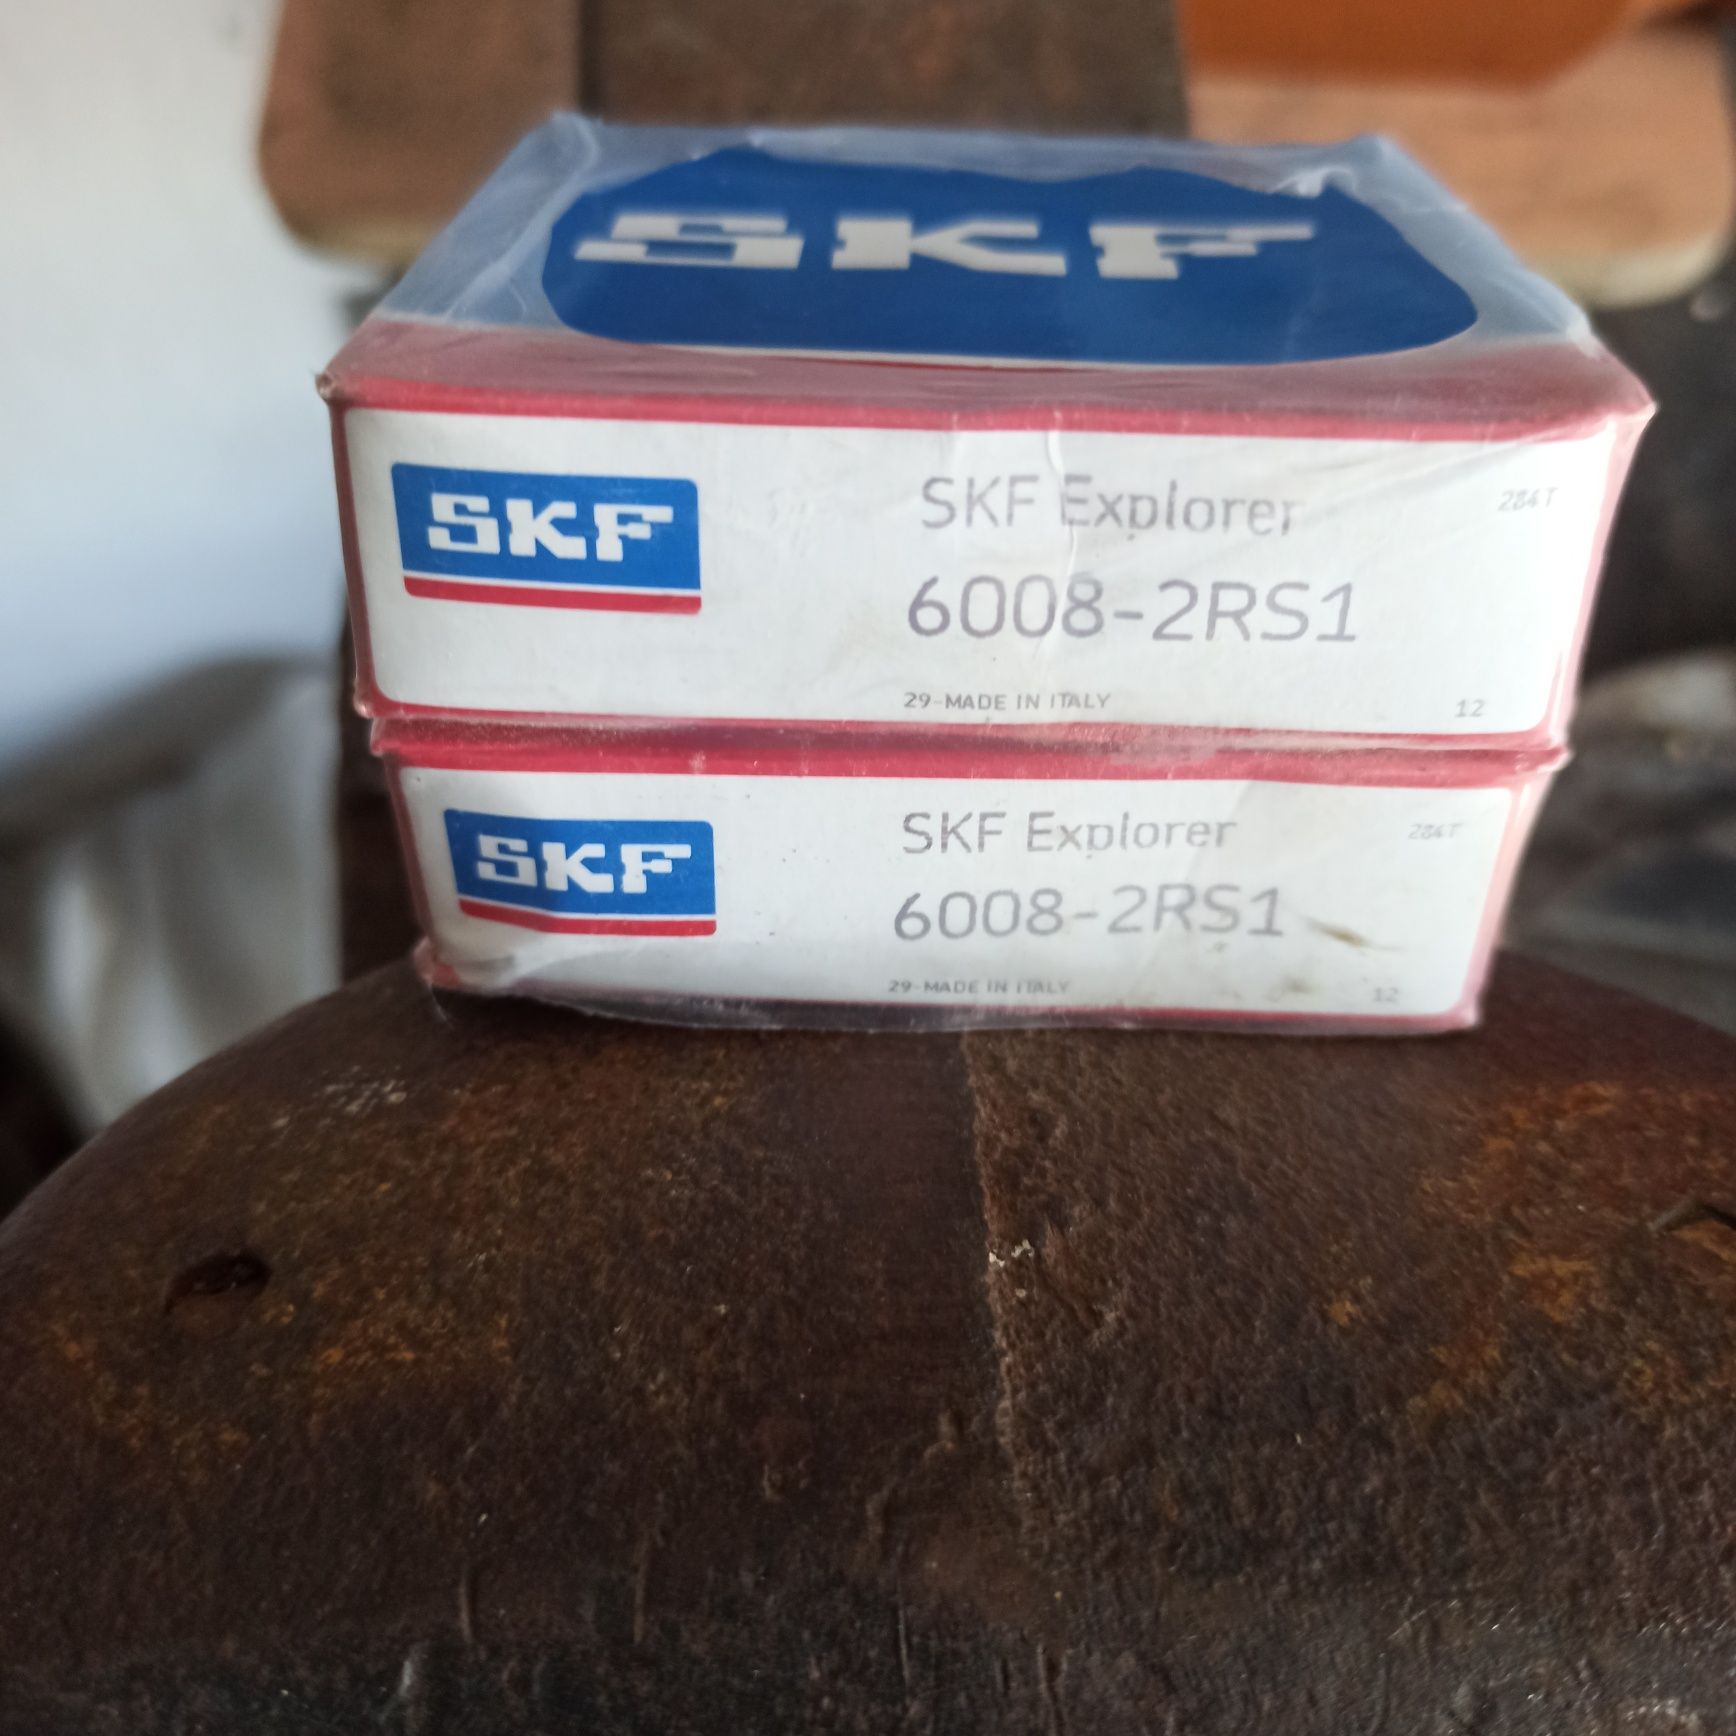 SKF
SKF
SKF Explorer
284T
6008-2RS1
29-MADE IN ITALY
12
SKF
SKF Explorer
284T
6008-2RS1
29-MADE IN ITALY
12